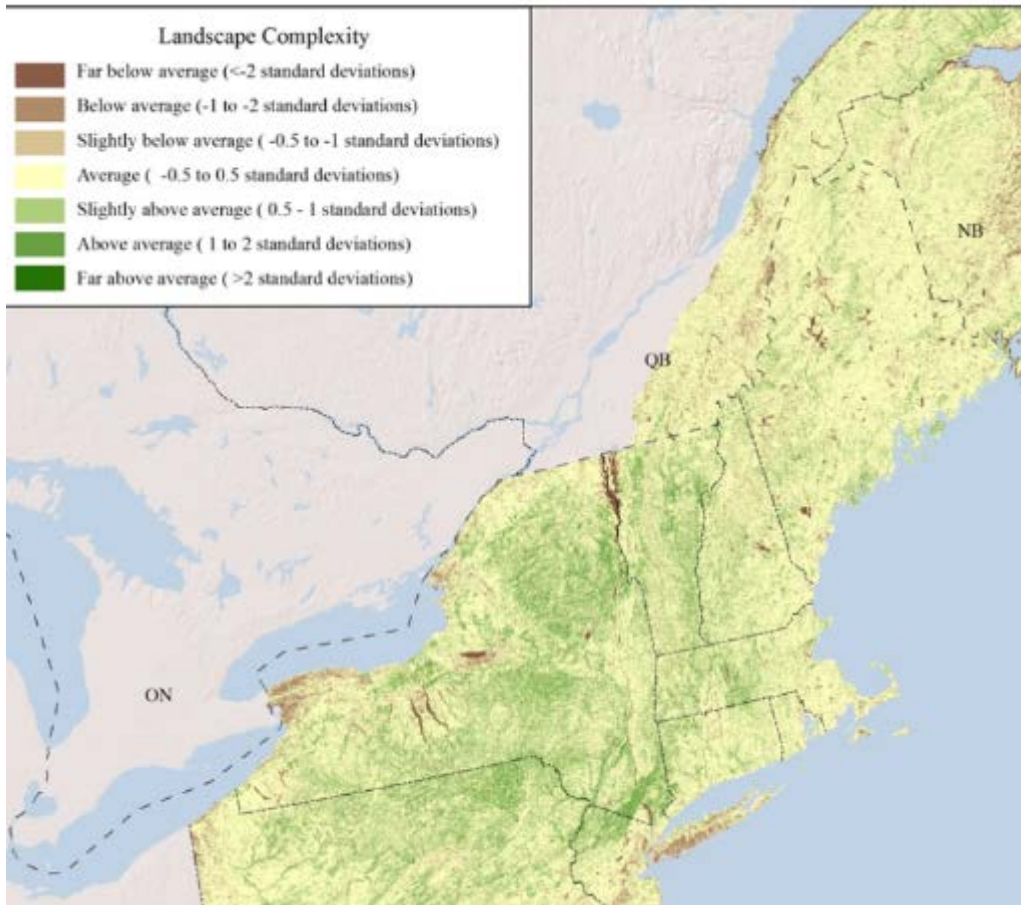 Landscape Complexity
Far below average (<-2 standard deviations)
Below average (-1 to -2 standard deviations)
Slightly below average ( -0.5 to -1 standard deviations)
Average ( -0.5 to 0.5 standard deviations)
Slightly above average ( 0.5 - 1 standard deviations)
Above average ( 1 to 2 standard deviations)
Far above average ( >2 standard deviations)
NB
QB
ON